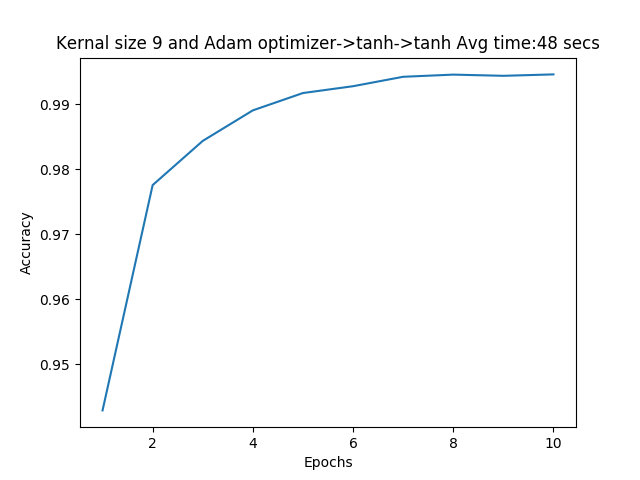 Kernal size 9 and Adam optimizer->tanh->tanh Avg time:48 secs
0.99
0.98
0.97
0.96
0.95
Accuracy
2 4 6 8 10
Epochs